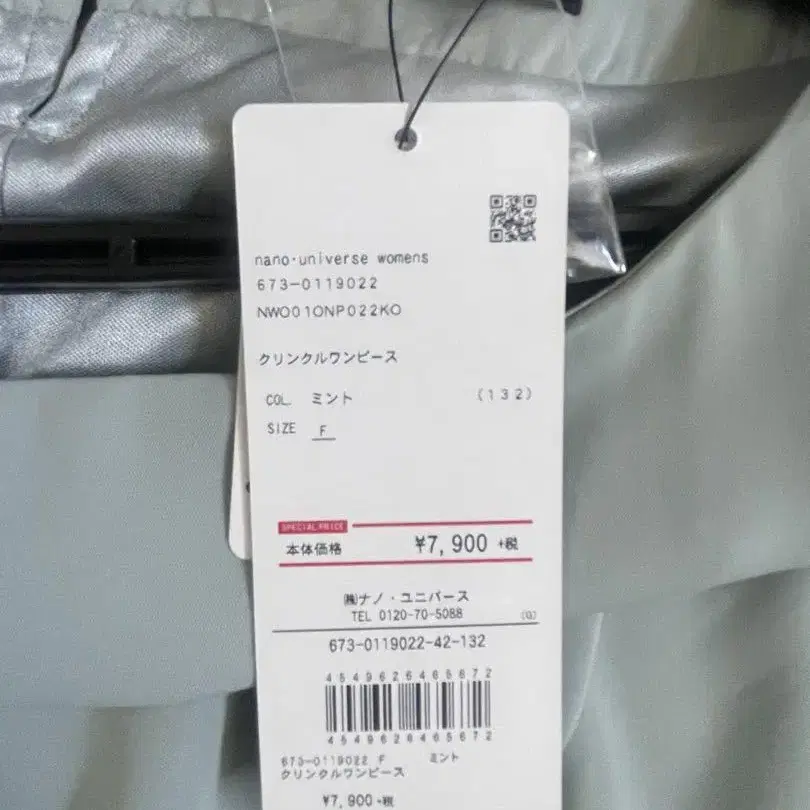 nano・universe womens
673-0119022
NWO01ONP022KO
クリンクルワンピース
COL. ミント (132)
SIZE F
SPECIAL PRICE
本体価格 ¥7,900 +税
㈱ナノ・ユニバース
TEL 0120-70-5088 (G)
673-0119022-42-132
4549626465672
4549626465672
673-0119022 F ミント
クリンクルワンピース
¥7,900+税